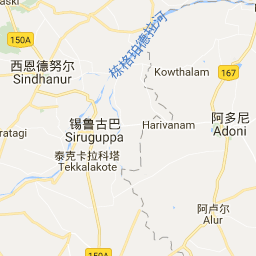 taski
150A
栋格珀德拉河
西恩德努尔
Sindhanur
Kowthalam
167
锡鲁古巴
Siruguppa
Harivanam
阿多尼
Adoni
ratagi
泰克卡拉科塔
Tekkalakote
阿卢尔
Alur
150A